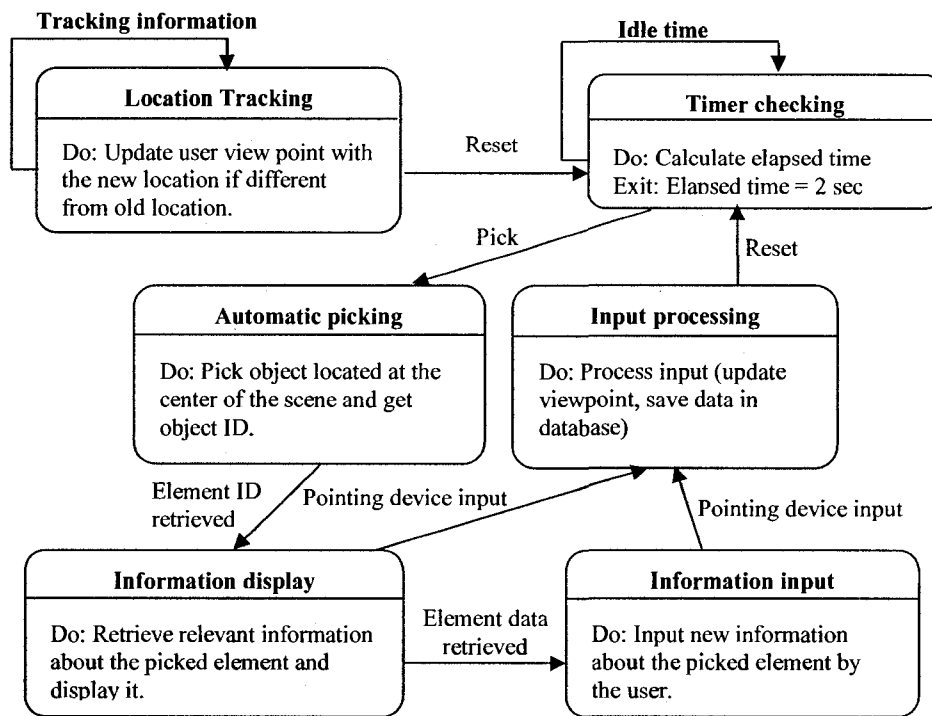 Tracking information
Idle time
Location Tracking
Do: Update user view point with
the new location if different
from old location.
Reset
Timer checking
Do: Calculate elapsed time
Exit: Elapsed time = 2 sec
Pick
Reset
Automatic picking
Do: Pick object located at the
center of the scene and get
object ID.
Input processing
Do: Process input (update
viewpoint, save data in
database)
Element ID
retrieved
Pointing device input
Pointing device input
Information display
Do: Retrieve relevant information
about the picked element and
display it.
Element data
retrieved
Information input
Do: Input new information
about the picked element by
the user.